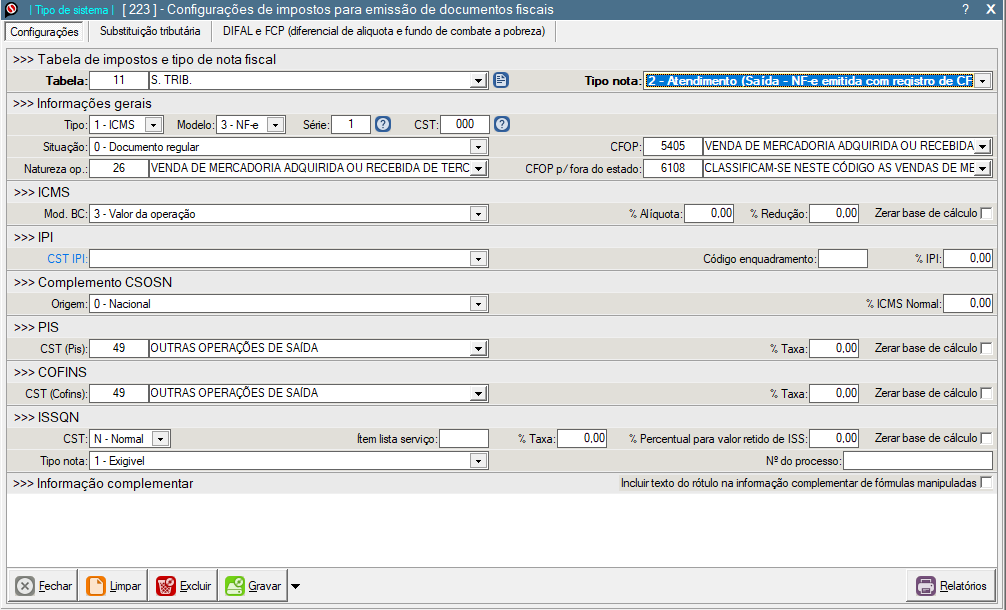 | Tipo de sistema | [ 223 ] - Configurações de impostos para emissão de documentos fiscais ? X
Configurações Substituição tributária DIFAL e FCP (diferencial de aliquota e fundo de combate a pobreza)
>>> Tabela de impostos e tipo de nota fiscal
Tabela: 11 S. TRIB. Tipo nota: 2 - Atendimento (Saída - NF-e emitida com registro de CF
>>> Informações gerais
Tipo: 1 - ICMS Modelo: 3 - NF-e Série: 1 ? CST: 000 ?
Situação: 0 - Documento regular CFOP: 5405 VENDA DE MERCADORIA ADQUIRIDA OU RECEBIDA
Natureza op.: 26 VENDA DE MERCADORIA ADQUIRIDA OU RECEBIDA DE TERC CFOP p/ fora do estado: 6108 CLASSIFICAM-SE NESTE CÓDIGO AS VENDAS DE ME
>>> ICMS
Mod. BC: 3 - Valor da operação % Alíquota: 0,00 % Redução: 0,00 Zerar base de cálculo
>>> IPI
CST IPI: Código enquadramento: % IPI: 0,00
>>> Complemento CSOSN
Origem: 0 - Nacional % ICMS Normal: 0,00
>>> PIS
CST (Pis): 49 OUTRAS OPERAÇÕES DE SAÍDA % Taxa: 0,00 Zerar base de cálculo
>>> COFINS
CST (Cofins): 49 OUTRAS OPERAÇÕES DE SAÍDA % Taxa: 0,00 Zerar base de cálculo
>>> ISSQN
CST: N - Normal Ítem lista serviço: % Taxa: 0,00 % Percentual para valor retido de ISS: 0,00 Zerar base de cálculo
Tipo nota: 1 - Exigivel Nº do processo:
>>> Informação complementar Incluir texto do rótulo na informação complementar de fórmulas manipuladas
Fechar Limpar Excluir Gravar Relatórios